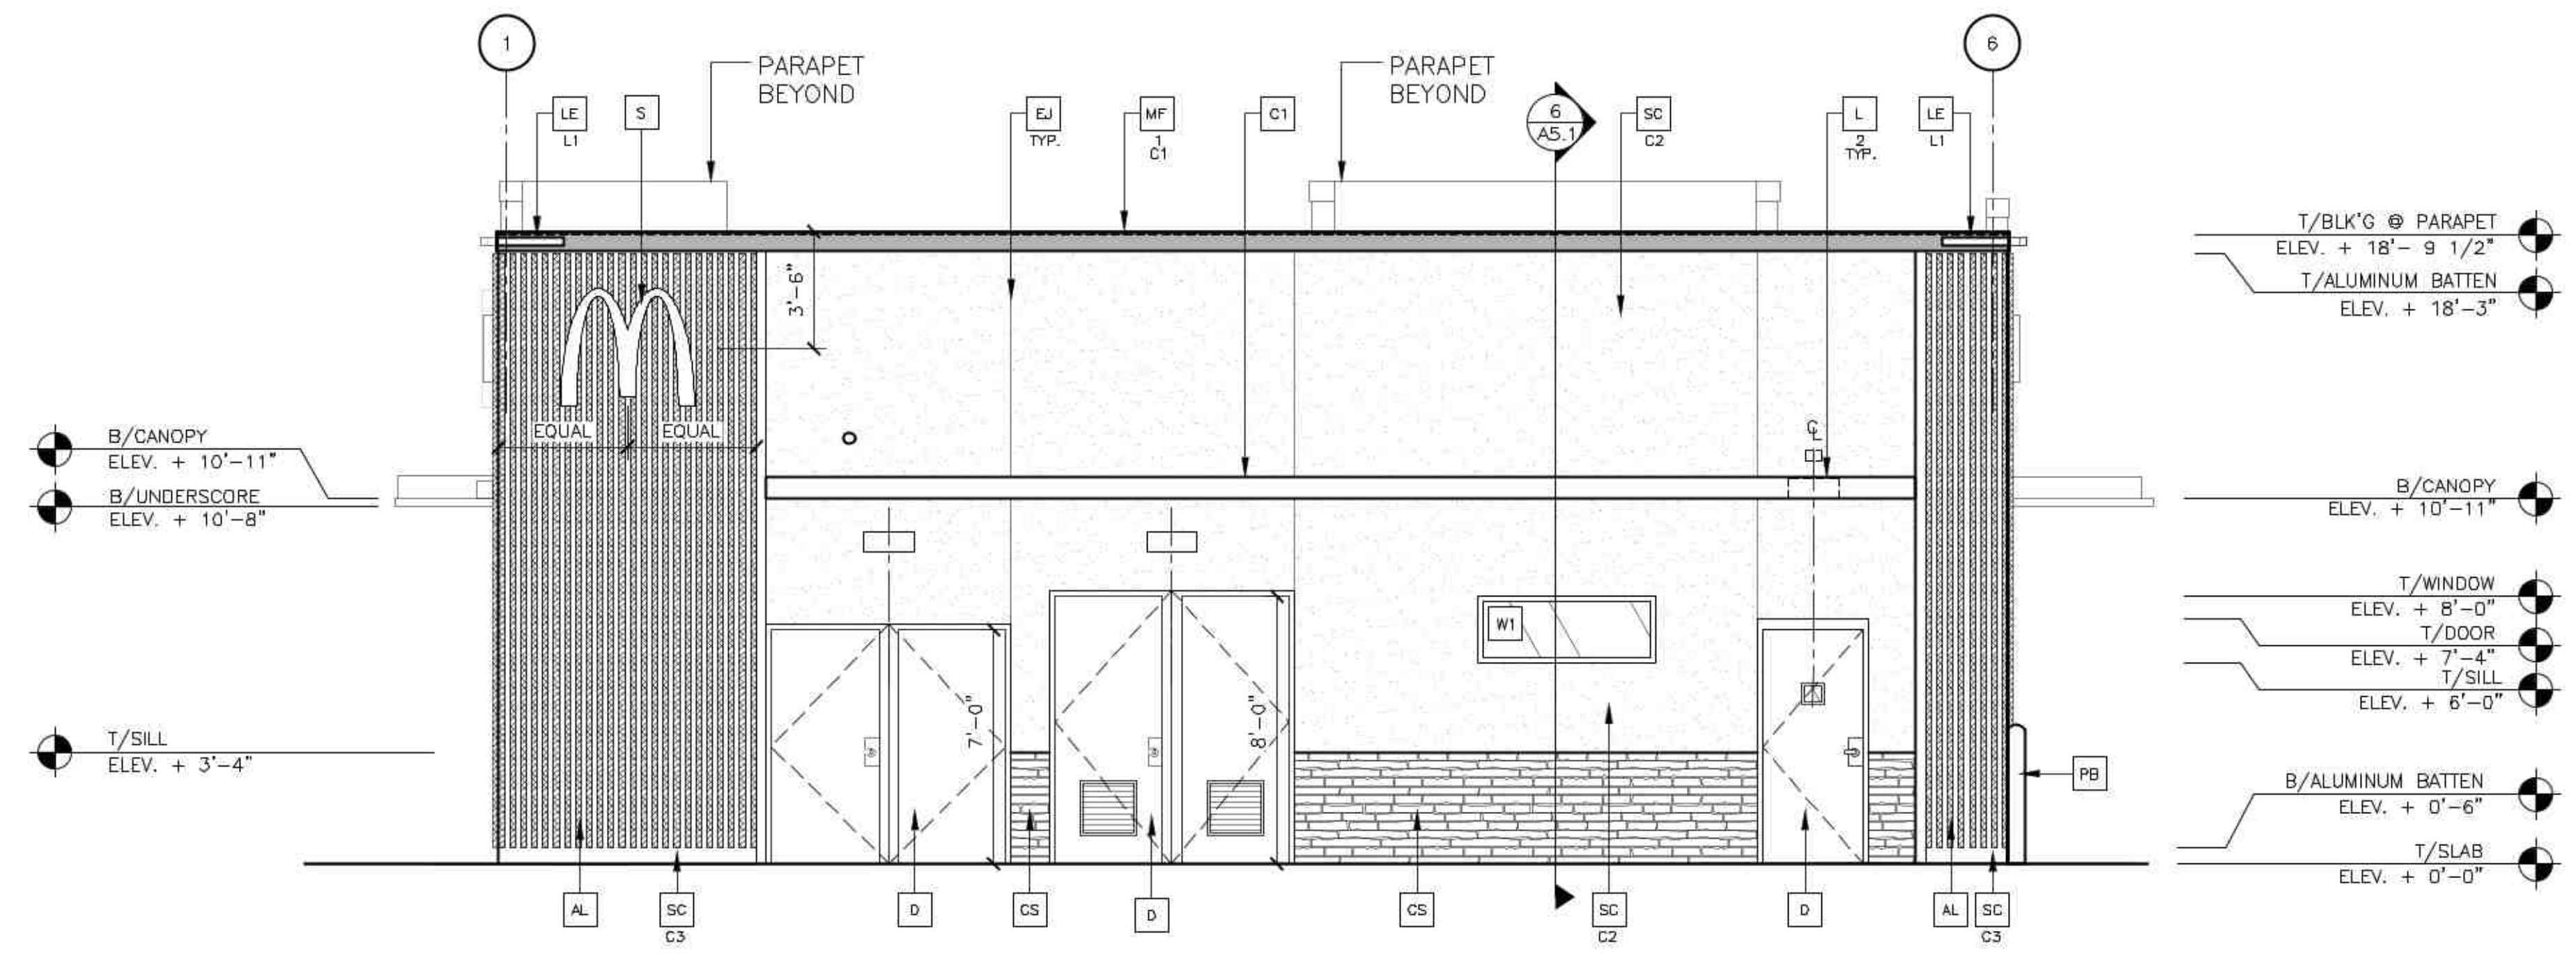 1
6
PARAPET
BEYOND
PARAPET
BEYOND
LE
L1
S
EJ
TYP.
MF
1
C1
C1
6
A5.1
SC
C2
L
2
TYP.
LE
L1
T/BLK'G @ PARAPET
ELEV. + 18'- 9 1/2"
T/ALUMINUM BATTEN
ELEV. + 18'-3"
3'-6"
EQUAL
EQUAL
B/CANOPY
ELEV. + 10'-11"
B/UNDERSCORE
ELEV. + 10'-8"
CL
B/CANOPY
ELEV. + 10'-11"
T/WINDOW
ELEV. + 8'-0"
T/DOOR
ELEV. + 7'-4"
T/SILL
ELEV. + 6'-0"
W1
7'-0"
8'-0"
T/SILL
ELEV. + 3'-4"
PB
B/ALUMINUM BATTEN
ELEV. + 0'-6"
T/SLAB
ELEV. + 0'-0"
AL
SC
C3
D
CS
D
CS
SC
C2
D
AL
SC
C3